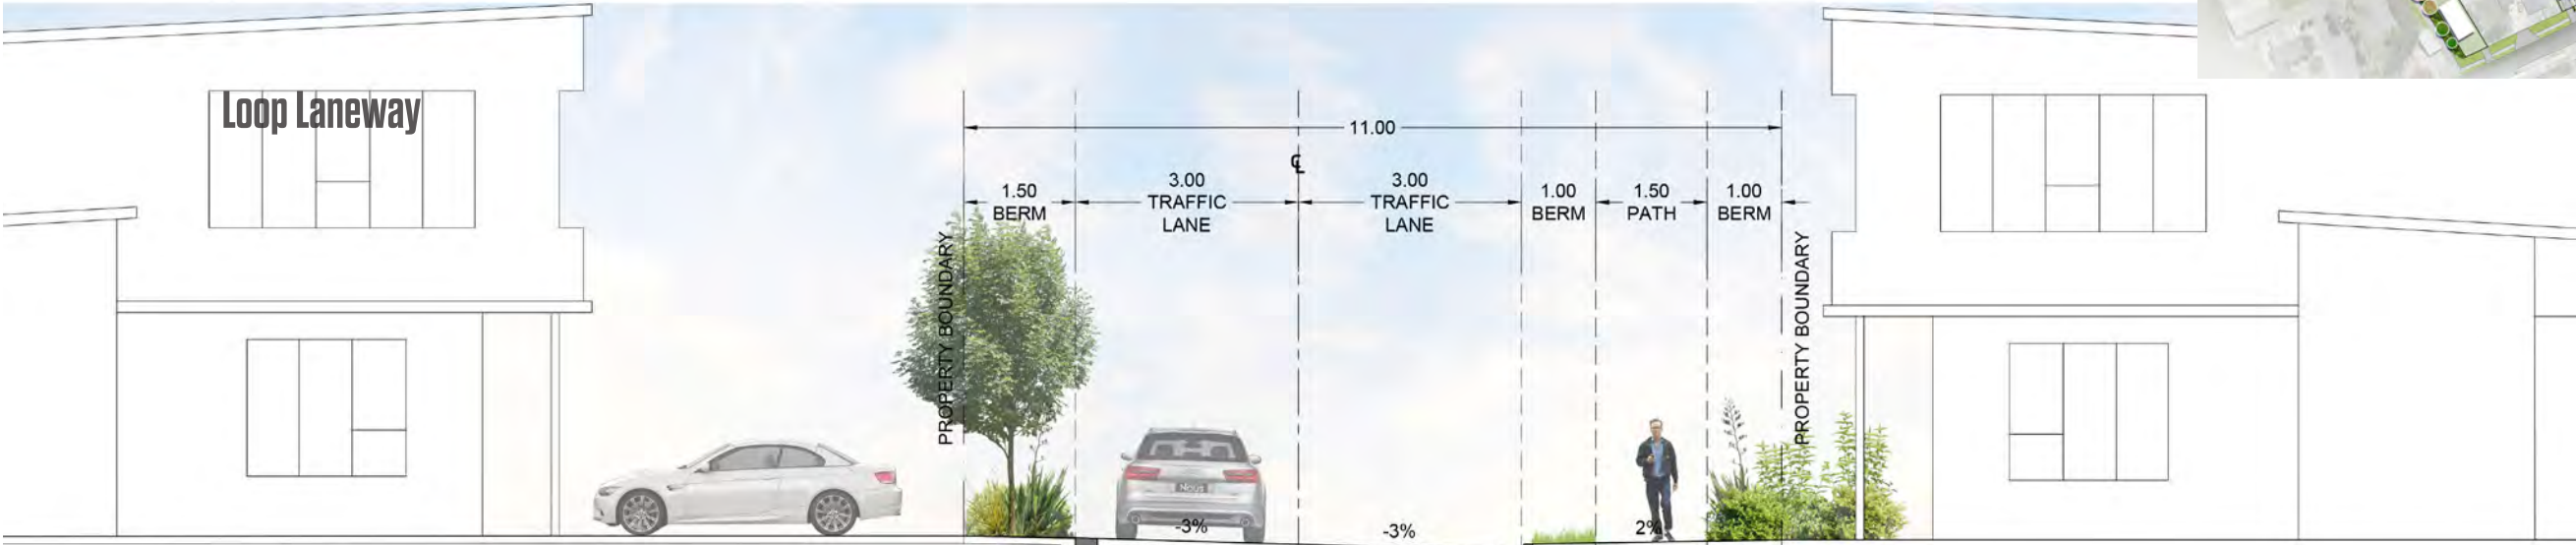 Loop Laneway
11.00
℄
1.50
BERM
3.00
TRAFFIC
LANE
3.00
TRAFFIC
LANE
1.00
BERM
1.50
PATH
1.00
BERM
PROPERTY BOUNDARY
PROPERTY BOUNDARY
-3%
-3%
2%